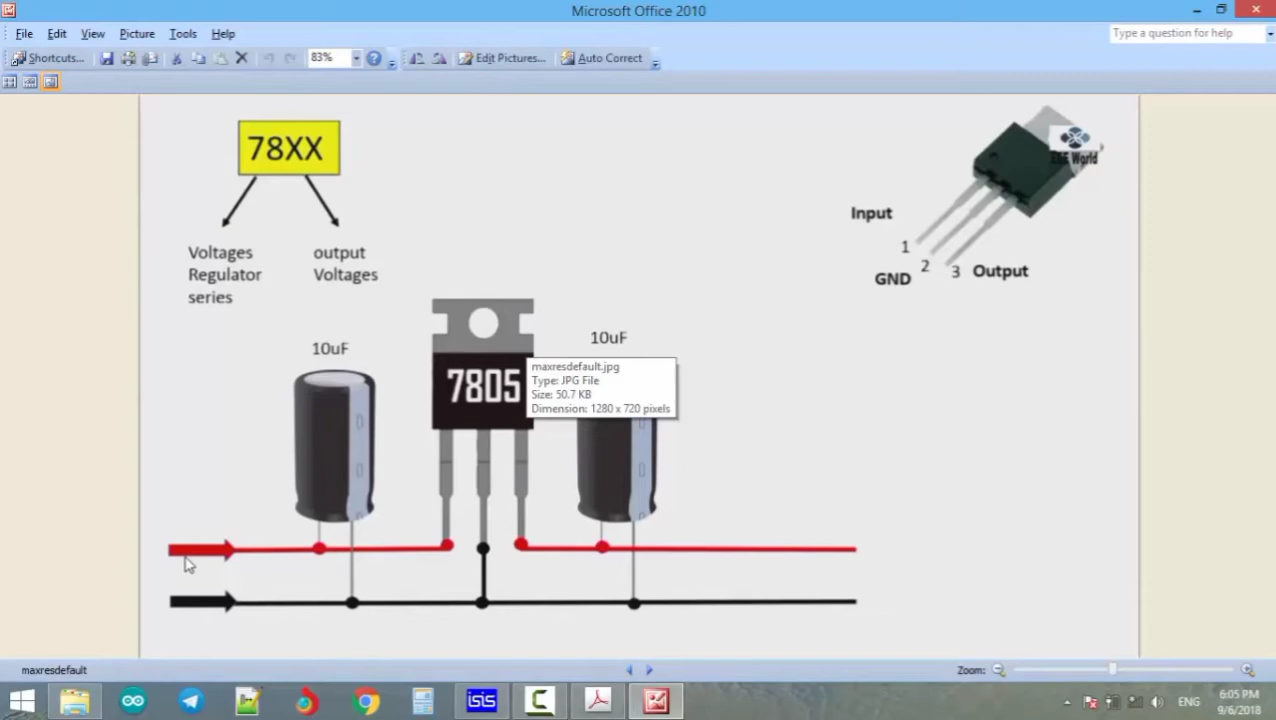 Microsoft Office 2010
File Edit View Picture Tools Help
Type a question for help
Shortcuts...
83%
Edit Pictures...
Auto Correct
78XX
Voltages
Regulator
series
output
Voltages
World
Input
1
2
3
Output
GND
10uF
10uF
7805
maxresdefault.jpg
Type: JPG File
Size: 50.7 KB
Dimension: 1280 x 720 pixels
maxresdefault
Zoom:
isis
C
ENG
6:05 PM
9/6/2018